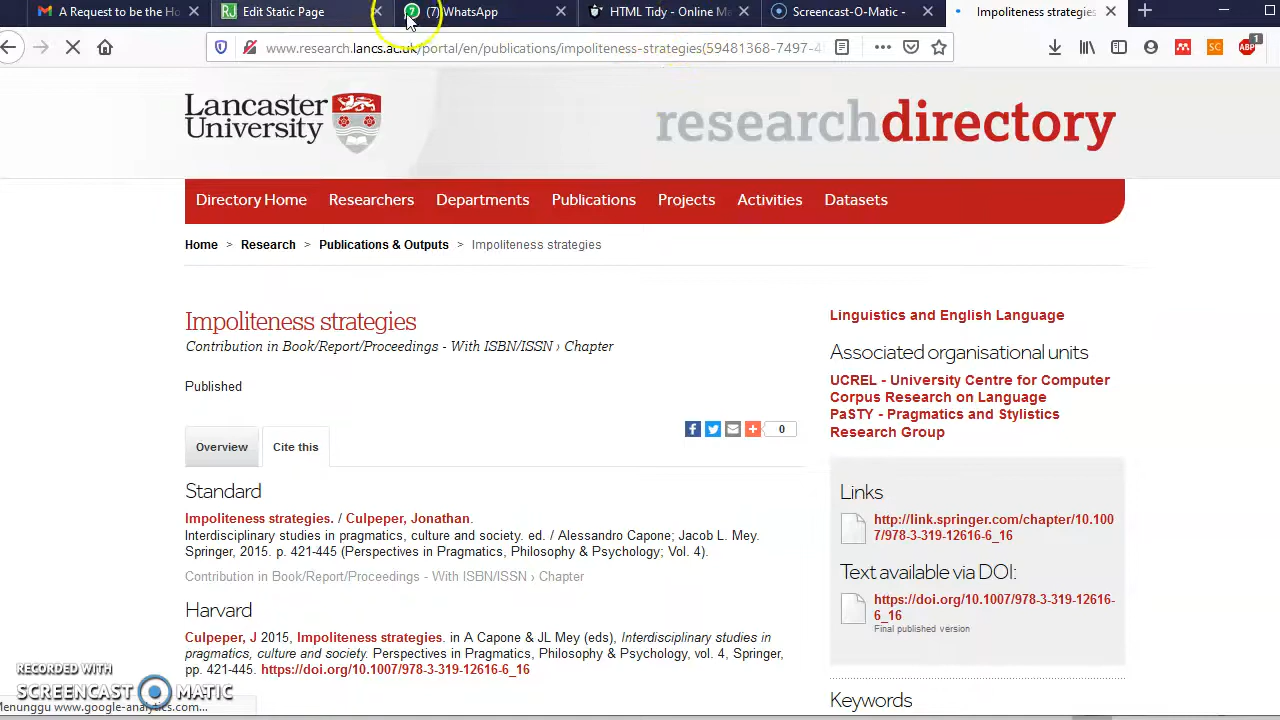 A Request to be the Ho
Edit Static Page
(7) WhatsApp
HTML Tidy - Online Ma
Screencast-O-Matic -
Impoliteness strategies
www.research.lancs.ac.uk/portal/en/publications/impoliteness-strategies(59481368-7497-4
Lancaster University
researchdirectory
Directory Home Researchers Departments Publications Projects Activities Datasets
Home > Research > Publications & Outputs > Impoliteness strategies
Impoliteness strategies
Contribution in Book/Report/Proceedings - With ISBN/ISSN › Chapter
Published
0
Overview
Cite this
Standard
Impoliteness strategies. / Culpeper, Jonathan.
Interdisciplinary studies in pragmatics, culture and society. ed. / Alessandro Capone; Jacob L. Mey.
Springer, 2015. p. 421-445 (Perspectives in Pragmatics, Philosophy & Psychology; Vol. 4).
Contribution in Book/Report/Proceedings - With ISBN/ISSN › Chapter
Harvard
Culpeper, J 2015, Impoliteness strategies. in A Capone & JL Mey (eds), Interdisciplinary studies in
pragmatics, culture and society. Perspectives in Pragmatics, Philosophy & Psychology, vol. 4, Springer,
pp. 421-445. https://doi.org/10.1007/978-3-319-12616-6_16
Linguistics and English Language
Associated organisational units
UCREL - University Centre for Computer
Corpus Research on Language
PaSTY - Pragmatics and Stylistics
Research Group
Links
http://link.springer.com/chapter/10.100
7/978-3-319-12616-6_16
Text available via DOI:
https://doi.org/10.1007/978-3-319-12616-
6_16
Final published version
Keywords
RECORDED WITH
SCREENCAST MATIC
Menunggu www.google-analytics.com...